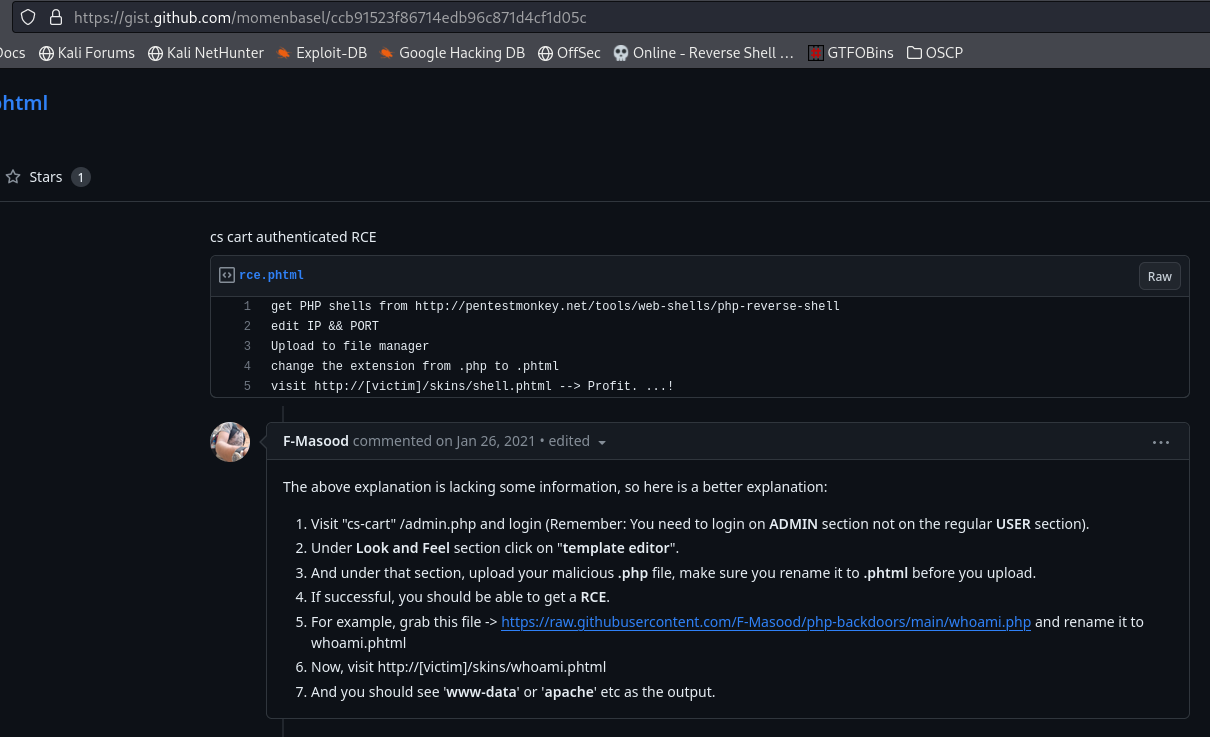 https://gist.github.com/momenbasel/ccb91523f86714edb96c871d4cf1d05c
Docs Kali Forums Kali NetHunter Exploit-DB Google Hacking DB OffSec Online - Reverse Shell … GTFOBins OSCP
phtml
Stars 1
cs cart authenticated RCE
rce.phtml Raw
1 get PHP shells from http://pentestmonkey.net/tools/web-shells/php-reverse-shell
2 edit IP && PORT
3 Upload to file manager
4 change the extension from .php to .phtml
5 visit http://[victim]/skins/shell.phtml --> Profit. ...!
F-Masood commented on Jan 26, 2021 • edited
The above explanation is lacking some information, so here is a better explanation:
1. Visit "cs-cart" /admin.php and login (Remember: You need to login on ADMIN section not on the regular USER section).
2. Under Look and Feel section click on "template editor".
3. And under that section, upload your malicious .php file, make sure you rename it to .phtml before you upload.
4. If successful, you should be able to get a RCE.
5. For example, grab this file -> https://raw.githubusercontent.com/F-Masood/php-backdoors/main/whoami.php and rename it to
whoami.phtml
6. Now, visit http://[victim]/skins/whoami.phtml
7. And you should see 'www-data' or 'apache' etc as the output.